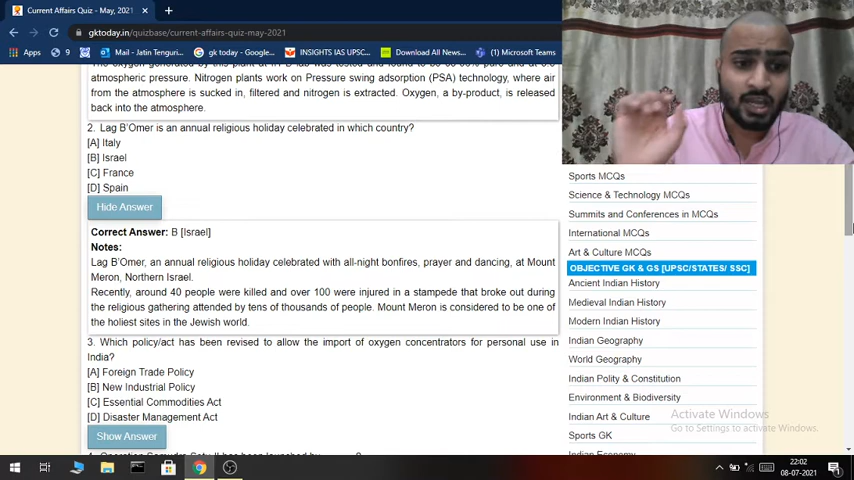 Current Affairs Quiz - May, 2021
gktoday.in/quizbase/current-affairs-quiz-may-2021
Apps
9
Mail - Jatin Tenguri...
gk today - Google...
INSIGHTS IAS UPSC...
Download All News...
(1) Microsoft Teams
atmospheric pressure. Nitrogen plants work on Pressure swing adsorption (PSA) technology, where air
from the atmosphere is sucked in, filtered and nitrogen is extracted. Oxygen, a by-product, is released
back into the atmosphere.
2. Lag B'Omer is an annual religious holiday celebrated in which country?
[A] Italy
[B] Israel
[C] France
[D] Spain
Hide Answer
Correct Answer: B [Israel]
Notes:
Lag B'Omer, an annual religious holiday celebrated with all-night bonfires, prayer and dancing, at Mount
Meron, Northern Israel.
Recently, around 40 people were killed and over 100 were injured in a stampede that broke out during
the religious gathering attended by tens of thousands of people. Mount Meron is considered to be one of
the holiest sites in the Jewish world.
3. Which policy/act has been revised to allow the import of oxygen concentrators for personal use in
India?
[A] Foreign Trade Policy
[B] New Industrial Policy
[C] Essential Commodities Act
[D] Disaster Management Act
Show Answer
Sports MCQs
Science & Technology MCQs
Summits and Conferences in MCQs
International MCQs
Art & Culture MCQs
OBJECTIVE GK & GS [UPSC/STATES/ SSC]
Ancient Indian History
Medieval Indian History
Modern Indian History
Indian Geography
World Geography
Indian Polity & Constitution
Environment & Biodiversity
Indian Art & Culture
Sports GK
Indian Economy
Activate Windows
Go to Settings to activate Windows.
22:02
08-07-2021